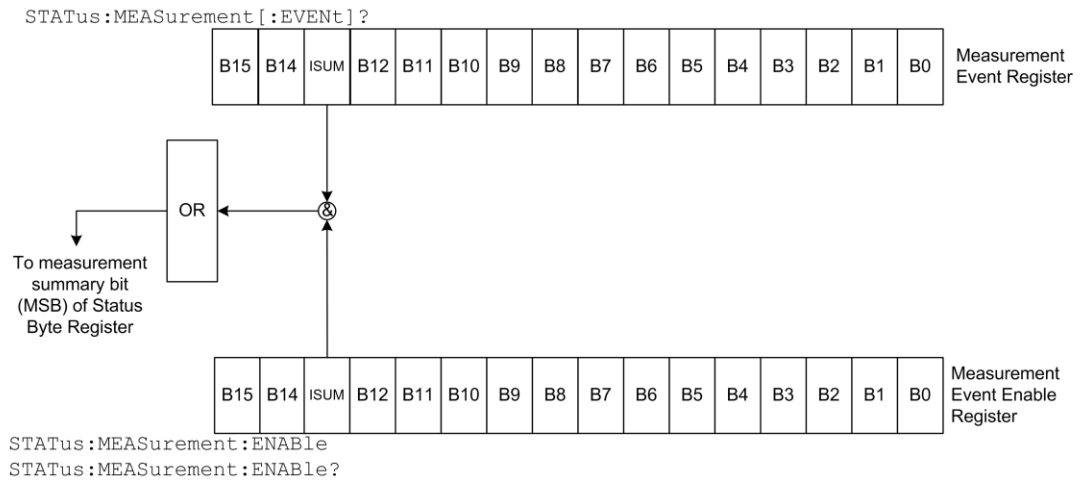 STATus:MEASurement[:EVENt]?
B15 B14 ISUM B12 B11 B10 B9 B8 B7 B6 B5 B4 B3 B2 B1 B0
Measurement
Event Register
OR
&
To measurement
summary bit
(MSB) of Status
Byte Register
B15 B14 ISUM B12 B11 B10 B9 B8 B7 B6 B5 B4 B3 B2 B1 B0
Measurement
Event Enable
Register
STATus:MEASurement:ENABle
STATus:MEASurement:ENABle?